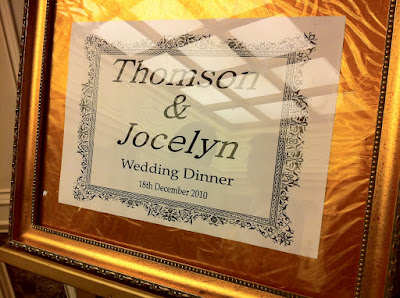 Thomson
&
Jocelyn
Wedding Dinner
18th December 2010